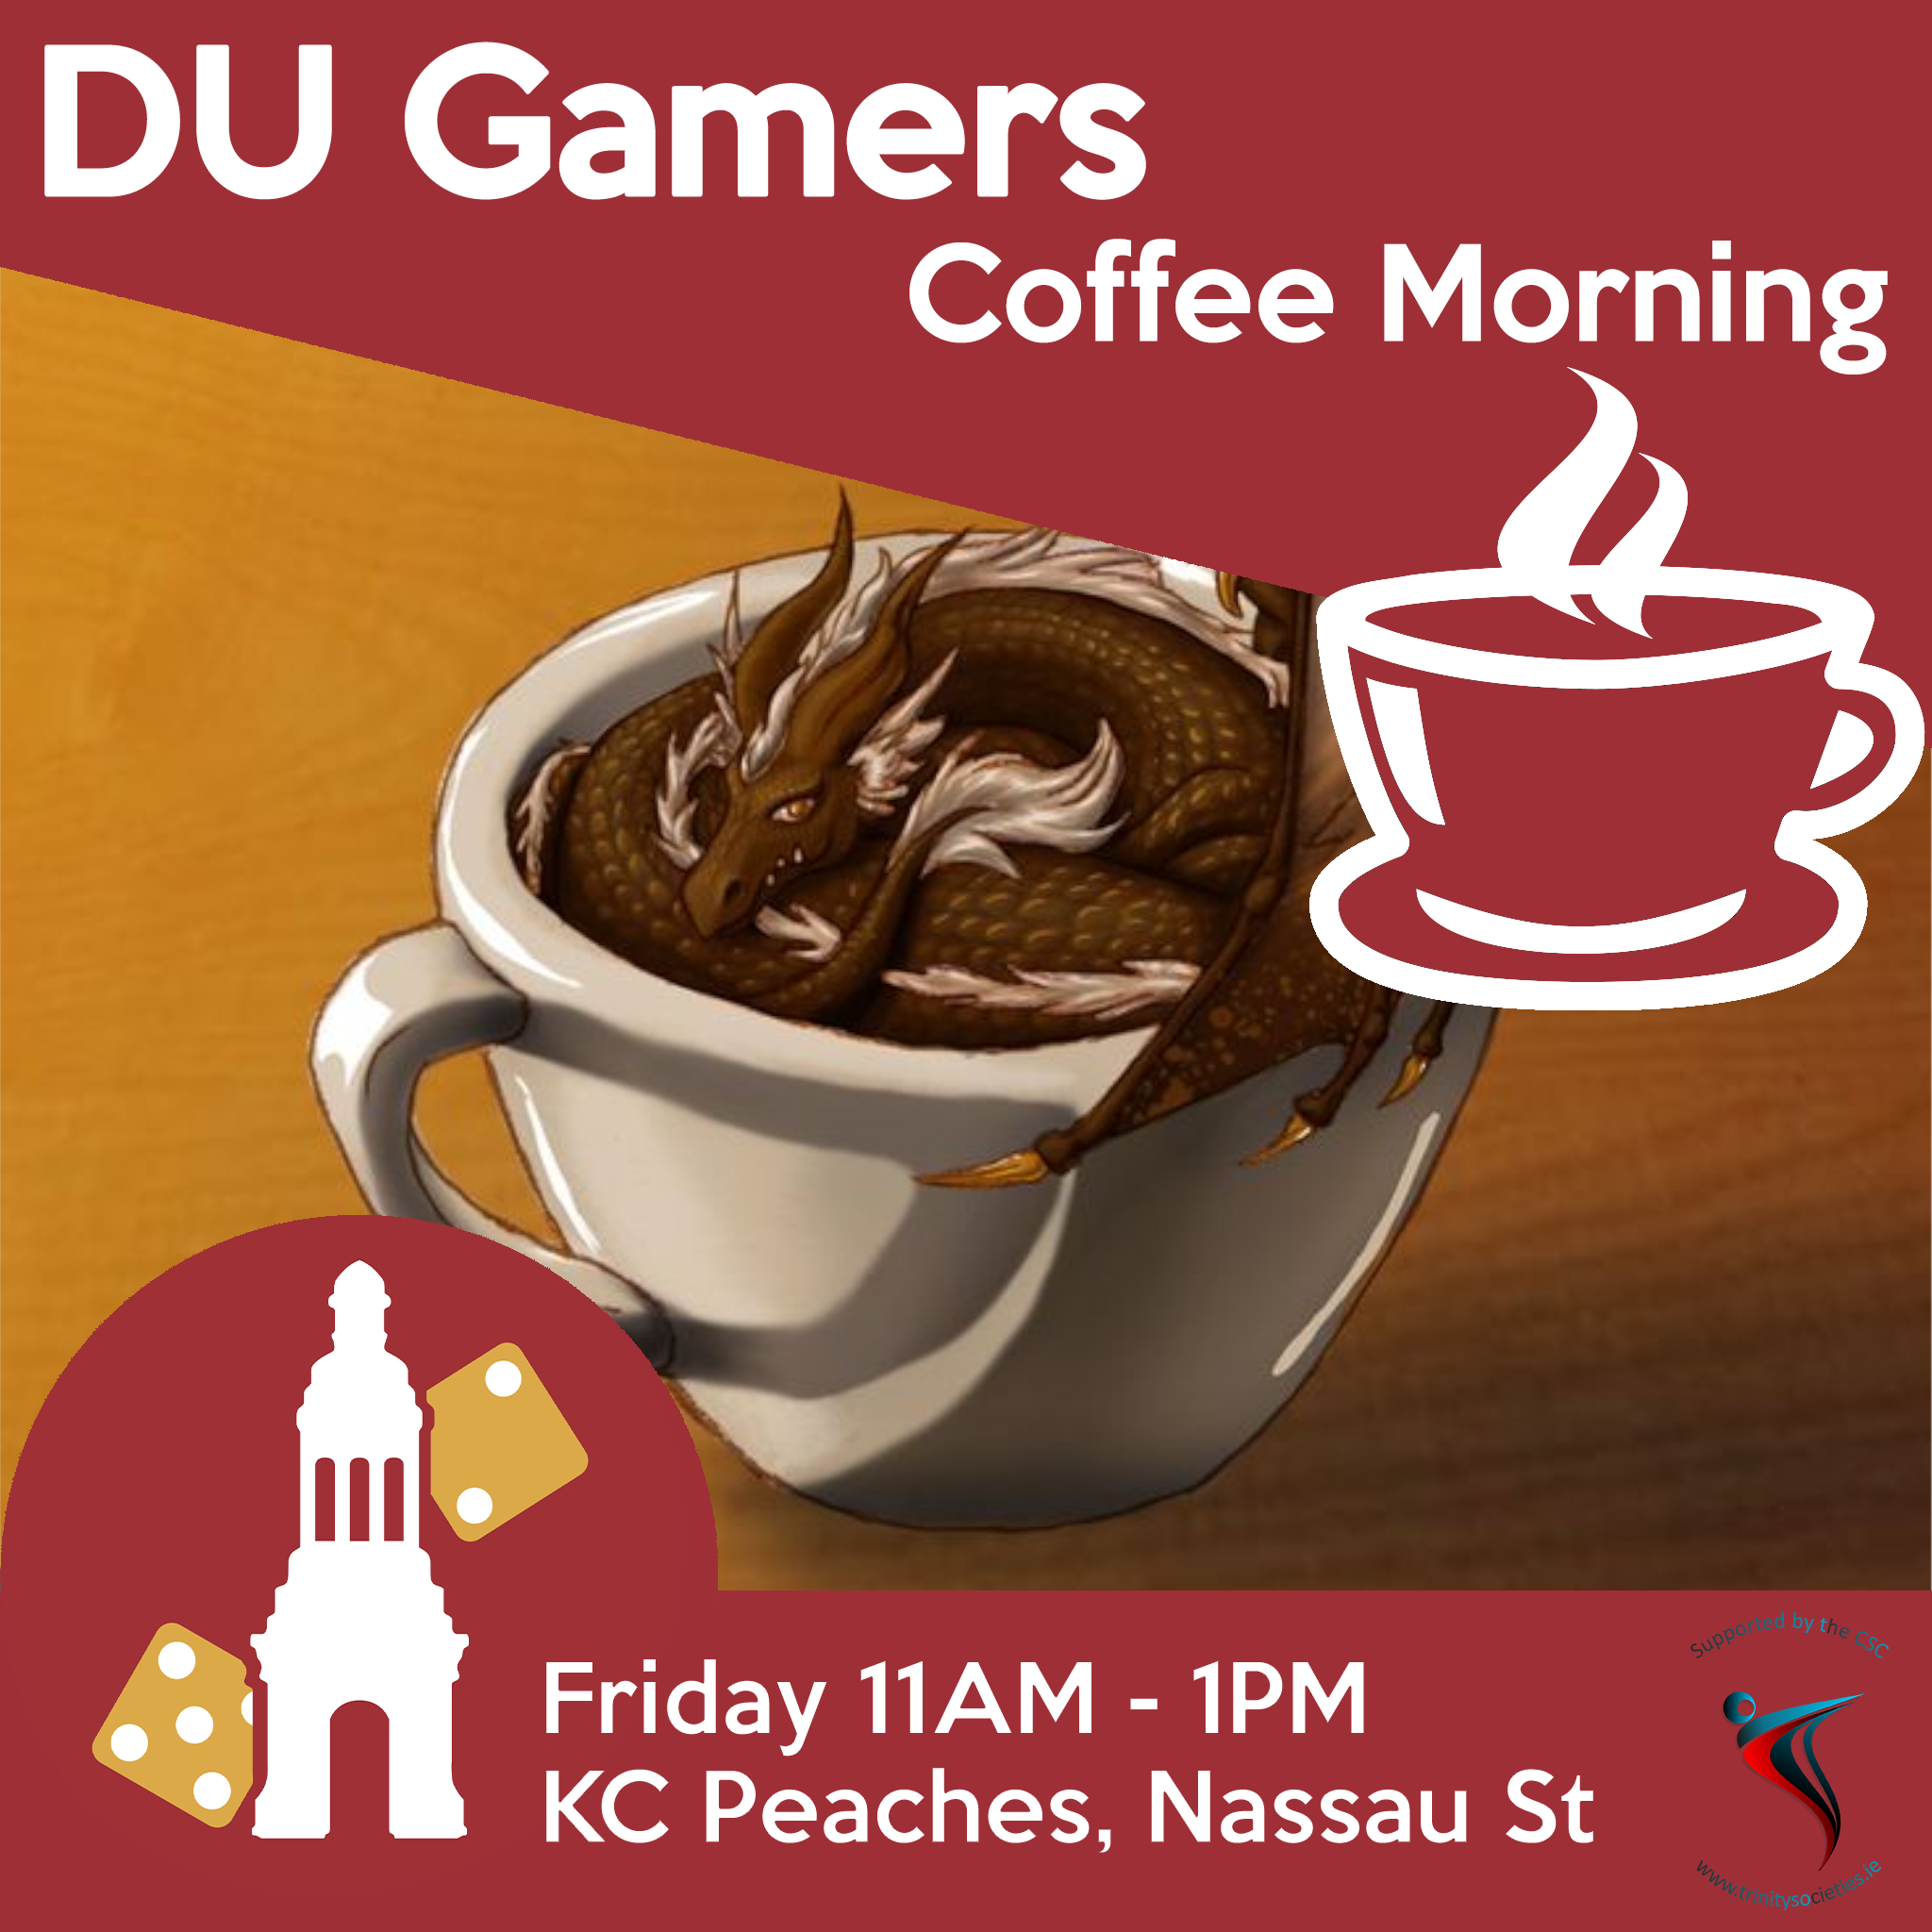 DU Gamers
Coffee Morning
Friday 11AM - 1PM
KC Peaches, Nassau St
Supported by the CSC
www.trinitysocieties.ie